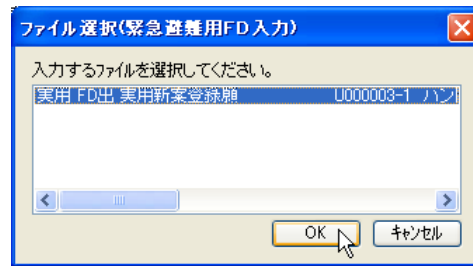 ファイル選択(緊急避難用FD入力)
入力するファイルを選択してください。
実用 FD出 実用新案登録願 U000003-1 ハン
OK キャンセル